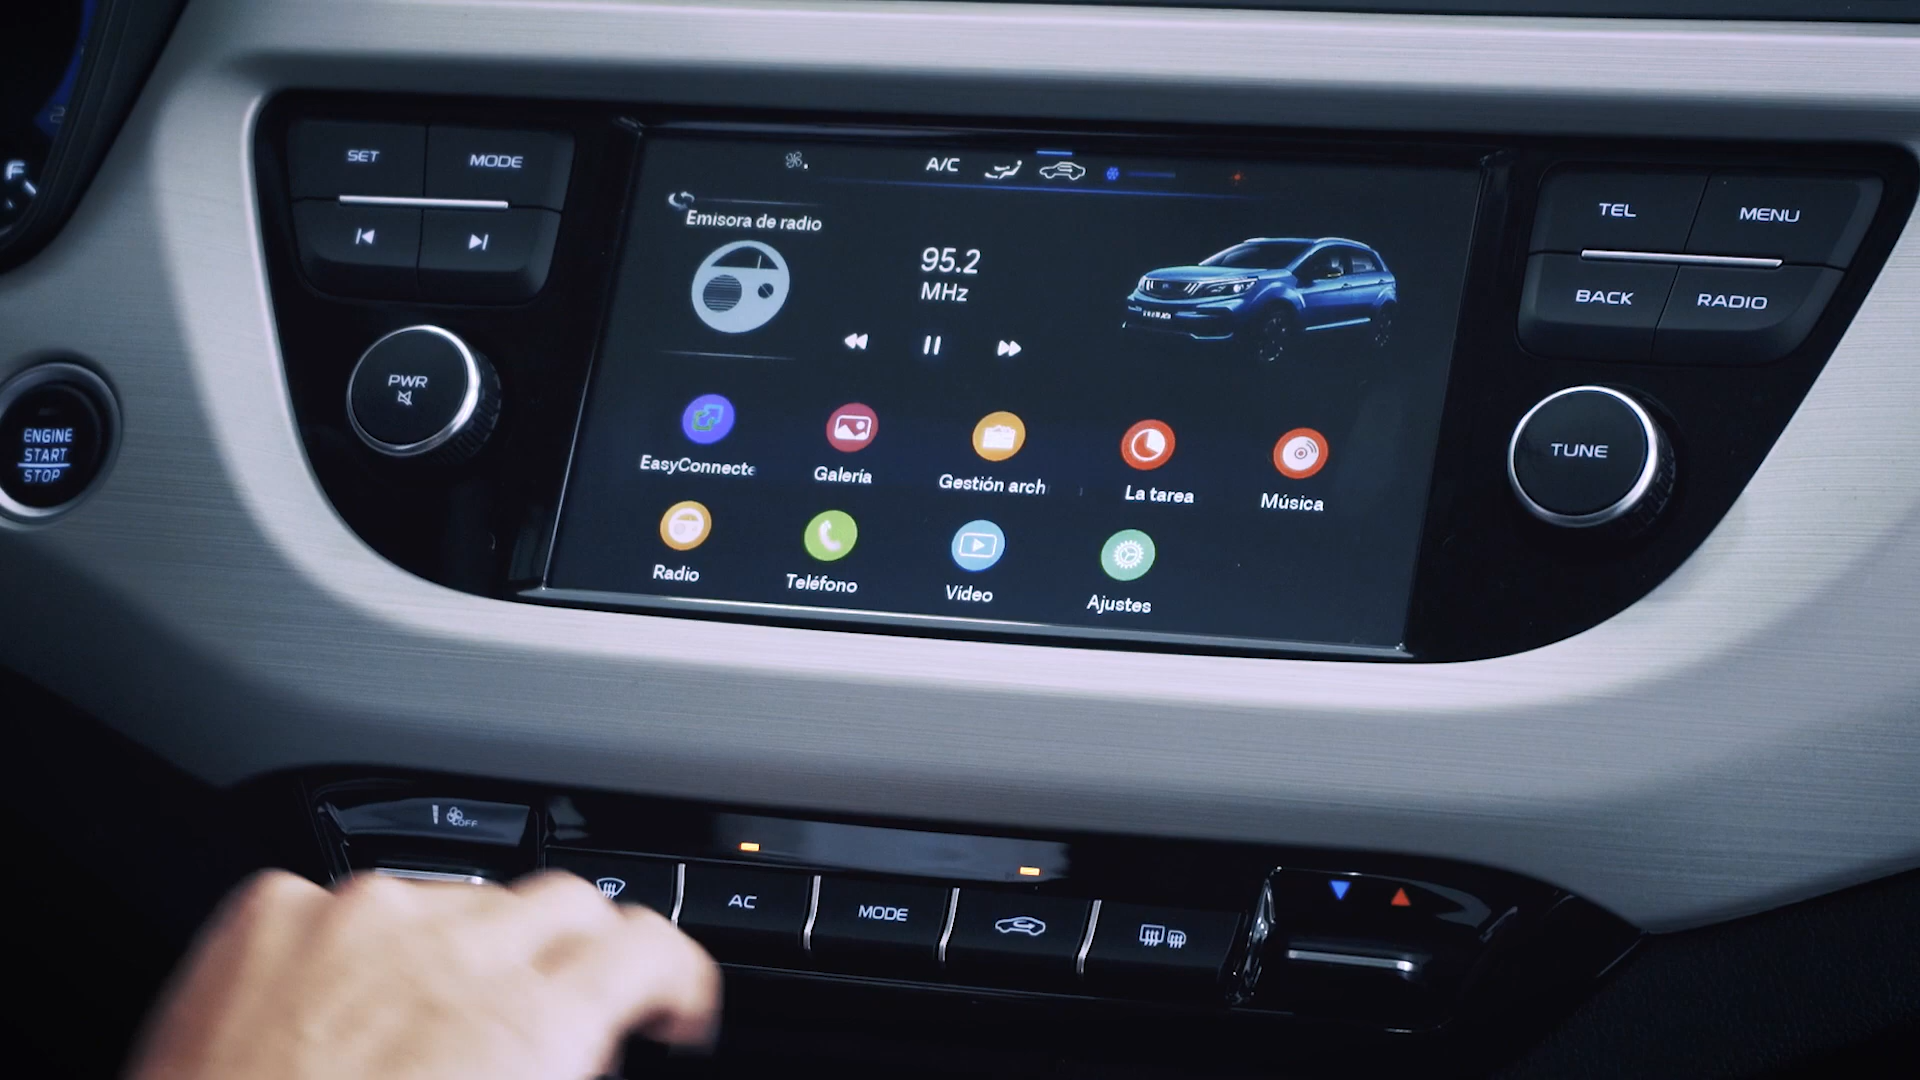 F
SET
MODE
PWR
ENGINE
START
STOP
A/C
Emisora de radio
95.2
MHz
EasyConnecte
Galería
Gestión arch
La tarea
Música
Radio
Teléfono
Vídeo
Ajustes
TEL
MENU
BACK
RADIO
TUNE
OFF
AC
MODE